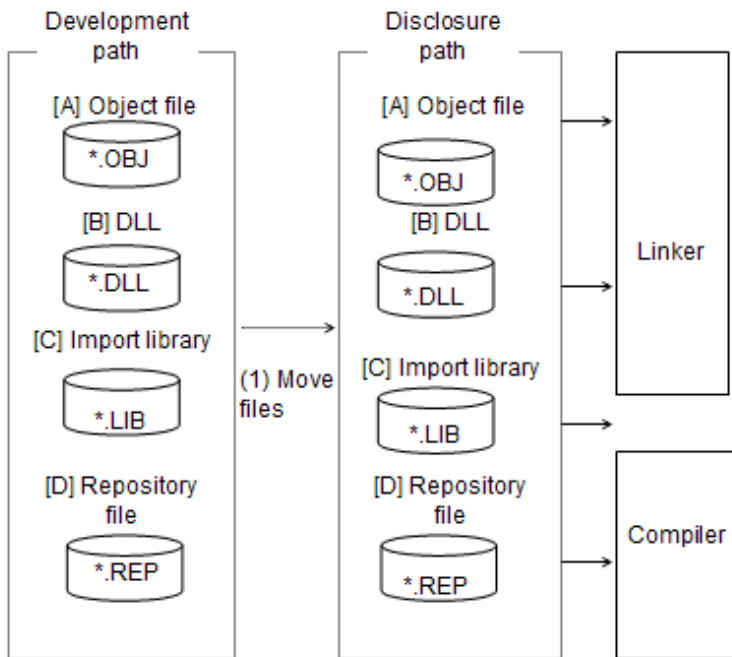 Development
path
[A] Object file
*.OBJ
[B] DLL
*.DLL
[C] Import library
*.LIB
[D] Repository
file
*.REP
(1) Move
files
Disclosure
path
[A] Object file
*.OBJ
[B] DLL
*.DLL
[C] Import library
*.LIB
[D] Repository
file
*.REP
Linker
Compiler